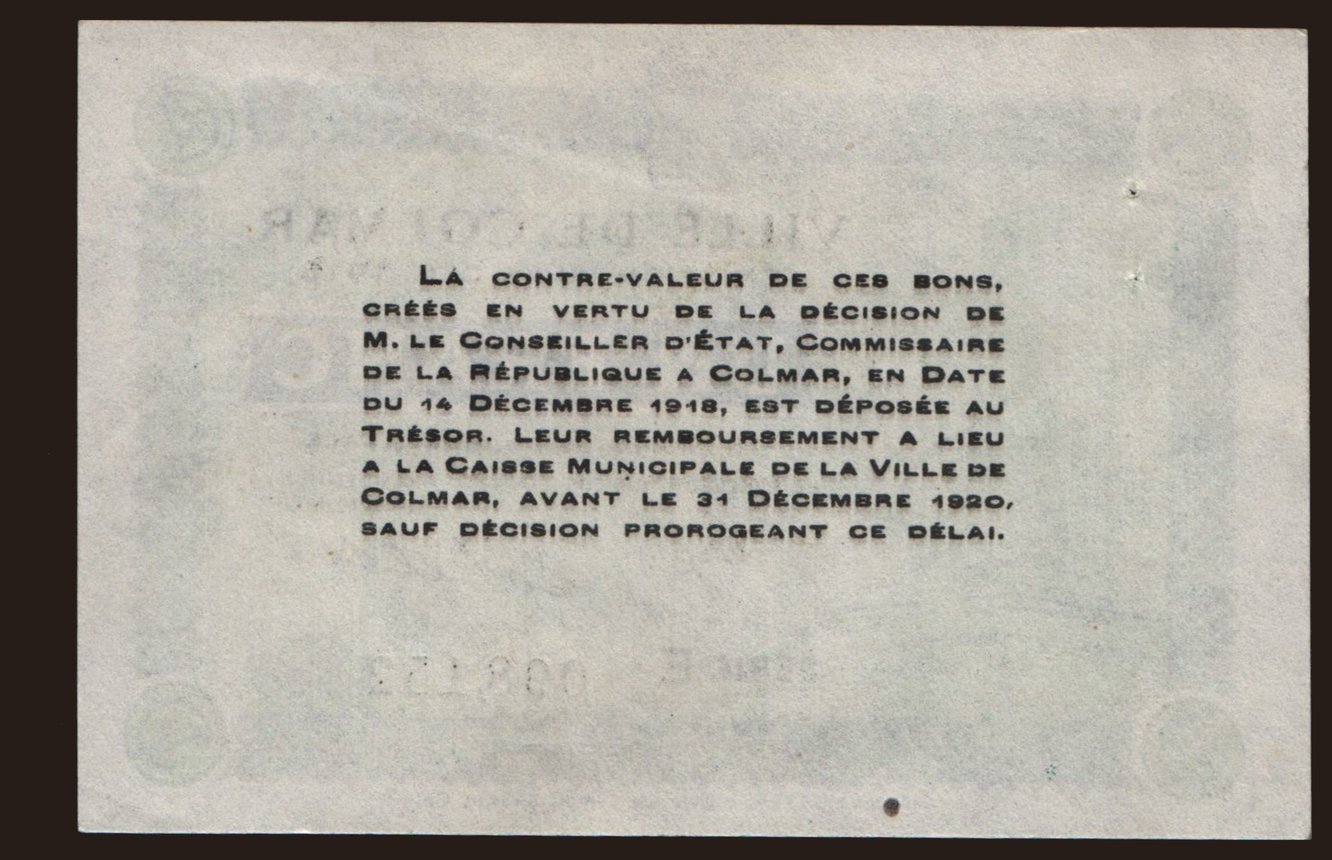 LA CONTRE-VALEUR DE CES BONS,
CRÉÉS EN VERTU DE LA DÉCISION DE
M. LE CONSEILLER D'ÉTAT, COMMISSAIRE
DE LA RÉPUBLIQUE A COLMAR, EN DATE
DU 14 DÉCEMBRE 1918, EST DÉPOSÉE AU
TRÉSOR. LEUR REMBOURSEMENT A LIEU
A LA CAISSE MUNICIPALE DE LA VILLE DE
COLMAR, AVANT LE 31 DÉCEMBRE 1920,
SAUF DÉCISION PROROGEANT CE DÉLAI.